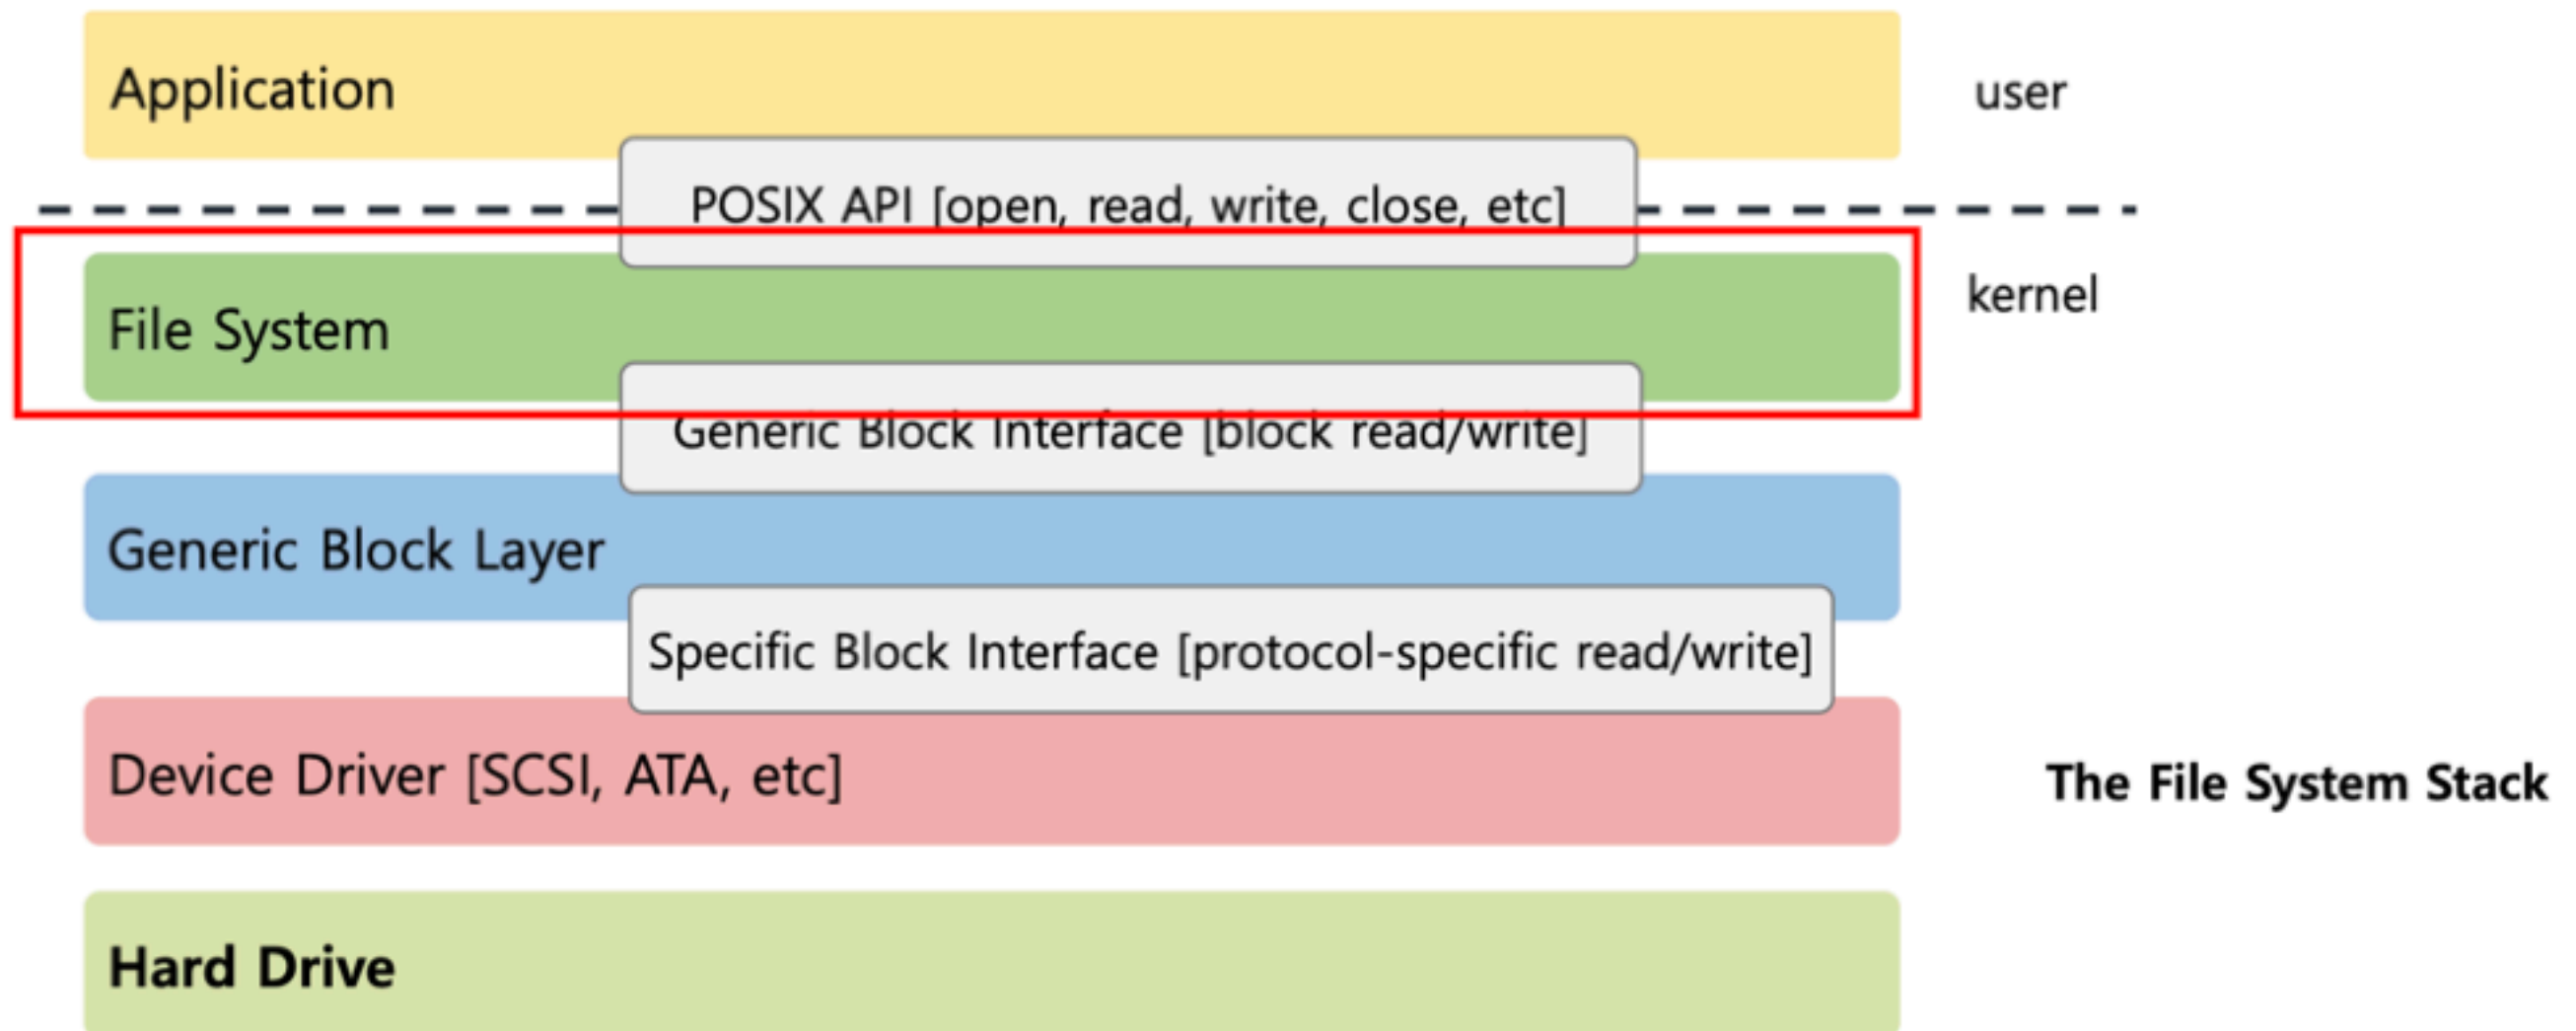 Application
user
POSIX API [open, read, write, close, etc]
kernel
File System
Generic Block Interface [block read/write]
Generic Block Layer
Specific Block Interface [protocol-specific read/write]
Device Driver [SCSI, ATA, etc]
The File System Stack
Hard Drive